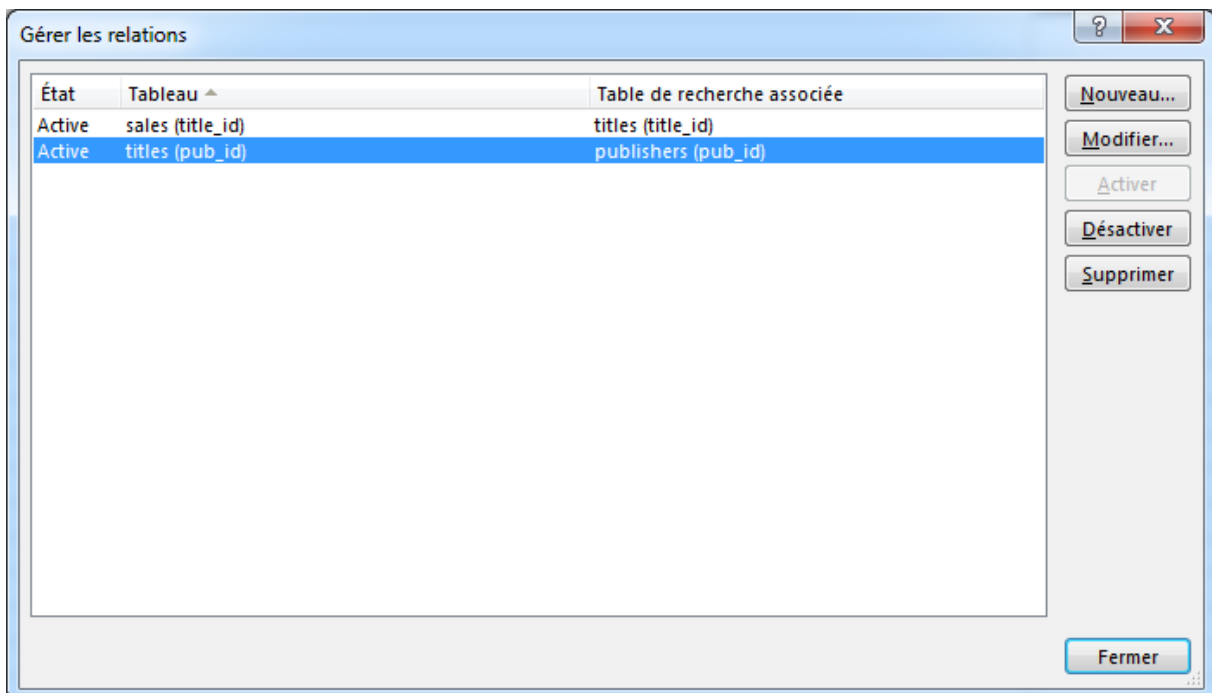 Gérer les relations
État Tableau Table de recherche associée
Active sales (title_id) titles (title_id)
Active titles (pub_id) publishers (pub_id)
Nouveau...
Modifier...
Activer
Désactiver
Supprimer
Fermer